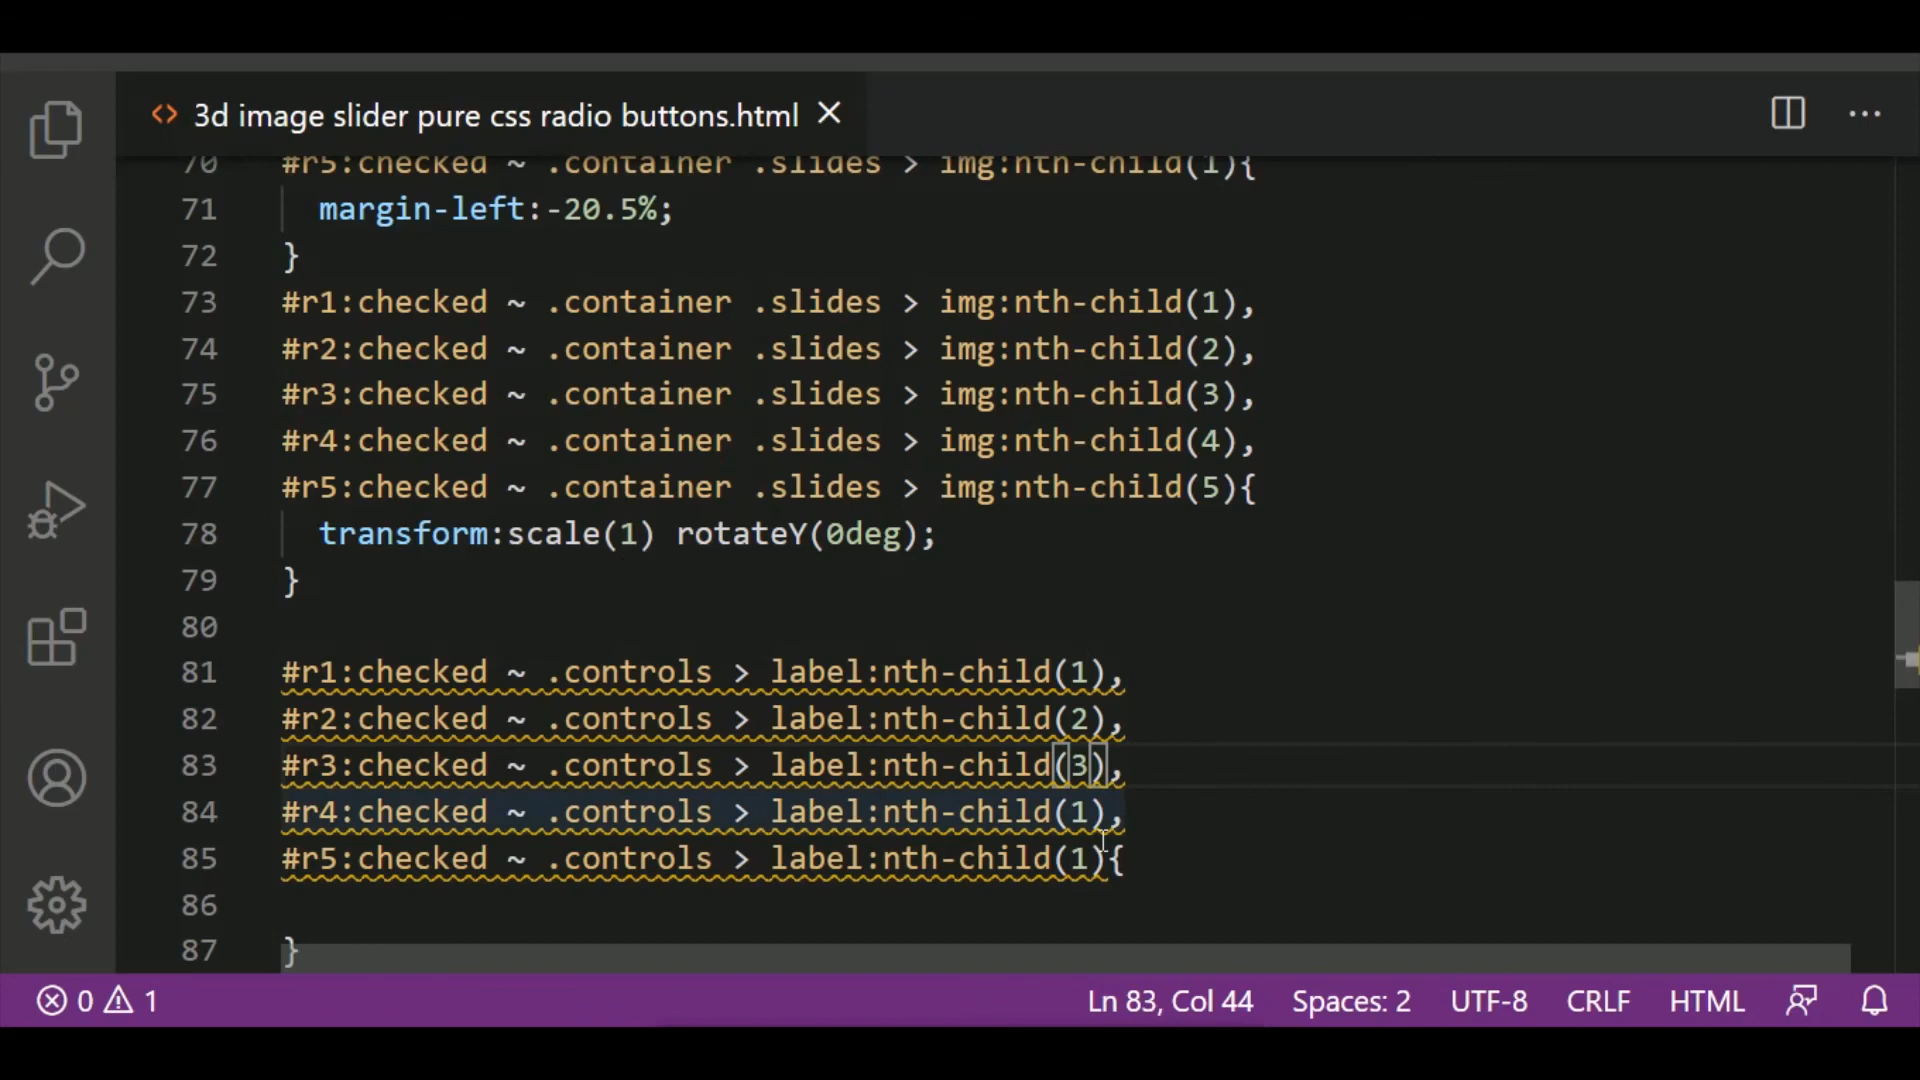 3d image slider pure css radio buttons.html
70 #r5:checked ~ .container .slides > img:nth-child(1){
71 margin-left:-20.5%;
72 }
73 #r1:checked ~ .container .slides > img:nth-child(1),
74 #r2:checked ~ .container .slides > img:nth-child(2),
75 #r3:checked ~ .container .slides > img:nth-child(3),
76 #r4:checked ~ .container .slides > img:nth-child(4),
77 #r5:checked ~ .container .slides > img:nth-child(5){
78 transform:scale(1) rotateY(0deg);
79 }
80
81 #r1:checked ~ .controls > label:nth-child(1),
82 #r2:checked ~ .controls > label:nth-child(2),
83 #r3:checked ~ .controls > label:nth-child(3),
84 #r4:checked ~ .controls > label:nth-child(1),
85 #r5:checked ~ .controls > label:nth-child(1){
86
87 }
0 1 Ln 83, Col 44 Spaces: 2 UTF-8 CRLF HTML